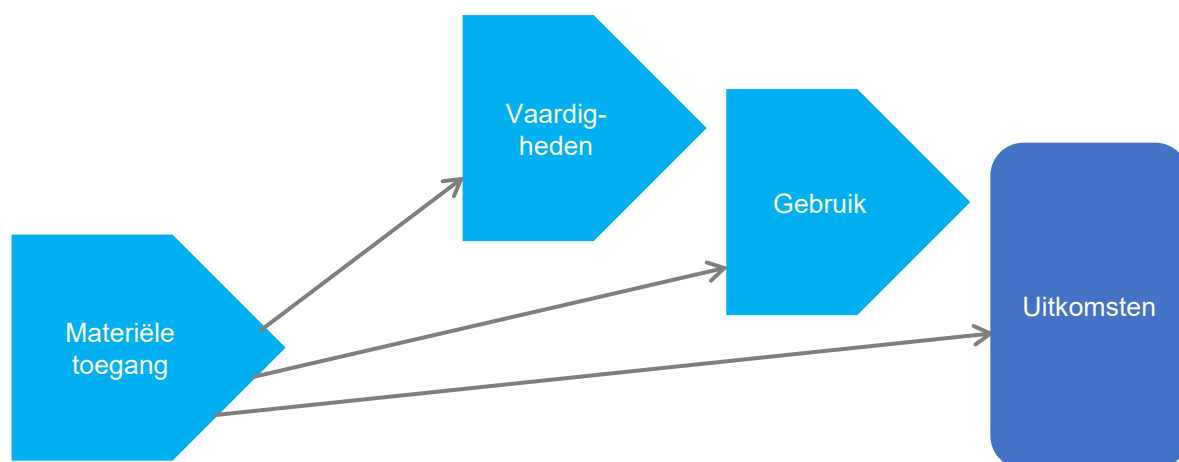 Vaardig-
heden
Gebruik
Materiële
toegang
Uitkomsten